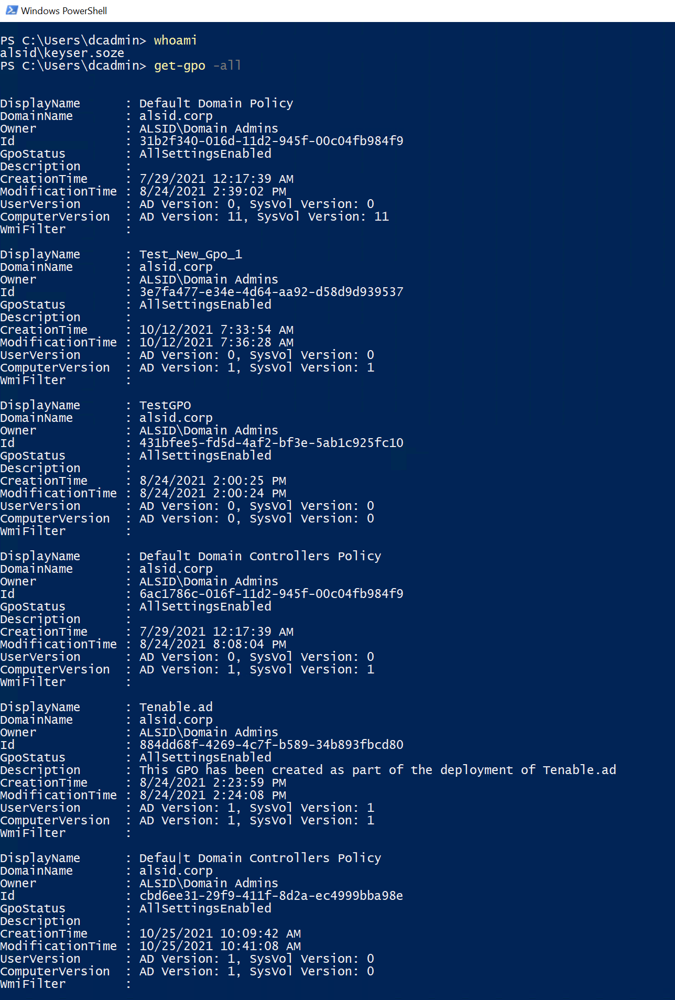 Windows PowerShell
PS C:\Users\dcadmin> whoami
alsid\keyser.soze
PS C:\Users\dcadmin> get-gpo -all
DisplayName : Default Domain Policy
DomainName : alsid.corp
Owner : ALSID\Domain Admins
Id : 31b2f340-016d-11d2-945f-00c04fb984f9
GpoStatus : AllSettingsEnabled
Description :
CreationTime : 7/29/2021 12:17:39 AM
ModificationTime : 8/24/2021 2:39:02 PM
UserVersion : AD Version: 0, SysVol Version: 0
ComputerVersion : AD Version: 11, SysVol Version: 11
WmiFilter :
DisplayName : Test_New_Gpo_1
DomainName : alsid.corp
Owner : ALSID\Domain Admins
Id : 3e7fa477-e34e-4d64-aa92-d58d9d939537
GpoStatus : AllSettingsEnabled
Description :
CreationTime : 10/12/2021 7:33:54 AM
ModificationTime : 10/12/2021 7:36:28 AM
UserVersion : AD Version: 0, SysVol Version: 0
ComputerVersion : AD Version: 1, SysVol Version: 1
WmiFilter :
DisplayName : TestGPO
DomainName : alsid.corp
Owner : ALSID\Domain Admins
Id : 431bfee5-fd5d-4af2-bf3e-5ab1c925fc10
GpoStatus : AllSettingsEnabled
Description :
CreationTime : 8/24/2021 2:00:25 PM
ModificationTime : 8/24/2021 2:00:24 PM
UserVersion : AD Version: 0, SysVol Version: 0
ComputerVersion : AD Version: 0, SysVol Version: 0
WmiFilter :
DisplayName : Default Domain Controllers Policy
DomainName : alsid.corp
Owner : ALSID\Domain Admins
Id : 6ac1786c-016f-11d2-945f-00c04fb984f9
GpoStatus : AllSettingsEnabled
Description :
CreationTime : 7/29/2021 12:17:39 AM
ModificationTime : 8/24/2021 8:08:04 PM
UserVersion : AD Version: 0, SysVol Version: 0
ComputerVersion : AD Version: 1, SysVol Version: 1
WmiFilter :
DisplayName : Tenable.ad
DomainName : alsid.corp
Owner : ALSID\Domain Admins
Id : 884dd68f-4269-4c7f-b589-34b893fbcd80
GpoStatus : AllSettingsEnabled
Description : This GPO has been created as part of the deployment of Tenable.ad
CreationTime : 8/24/2021 2:23:59 PM
ModificationTime : 8/24/2021 2:24:08 PM
UserVersion : AD Version: 1, SysVol Version: 1
ComputerVersion : AD Version: 1, SysVol Version: 1
WmiFilter :
DisplayName : Defau|t Domain Controllers Policy
DomainName : alsid.corp
Owner : ALSID\Domain Admins
Id : cbd6ee31-29f9-411f-8d2a-ec4999bba98e
GpoStatus : AllSettingsEnabled
Description :
CreationTime : 10/25/2021 10:09:42 AM
ModificationTime : 10/25/2021 10:41:08 AM
UserVersion : AD Version: 1, SysVol Version: 0
ComputerVersion : AD Version: 1, SysVol Version: 0
WmiFilter :